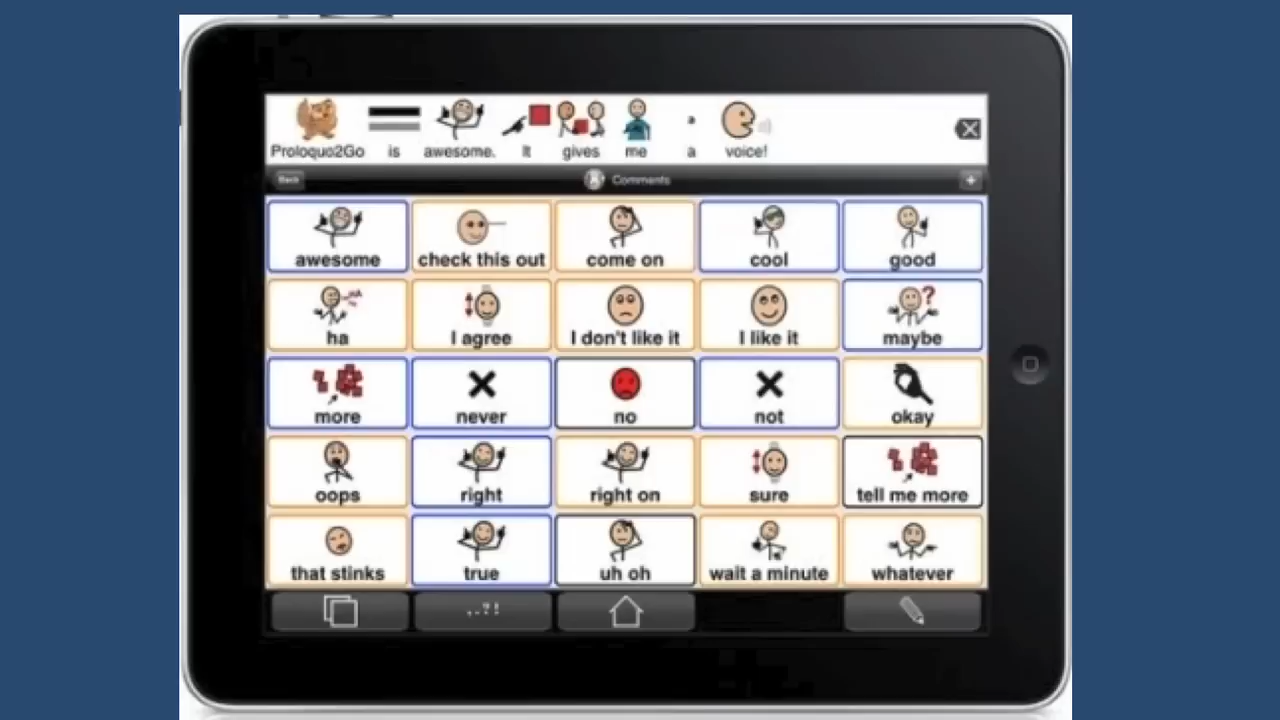 Proloquo2Go is awesome. It gives me a voice!
Back Comments +
awesome check this out come on cool good
HA
ha I agree I don't like it I like it maybe
more never no not okay
oops right right on sure tell me more
that stinks true uh oh wait a minute whatever
,.?!